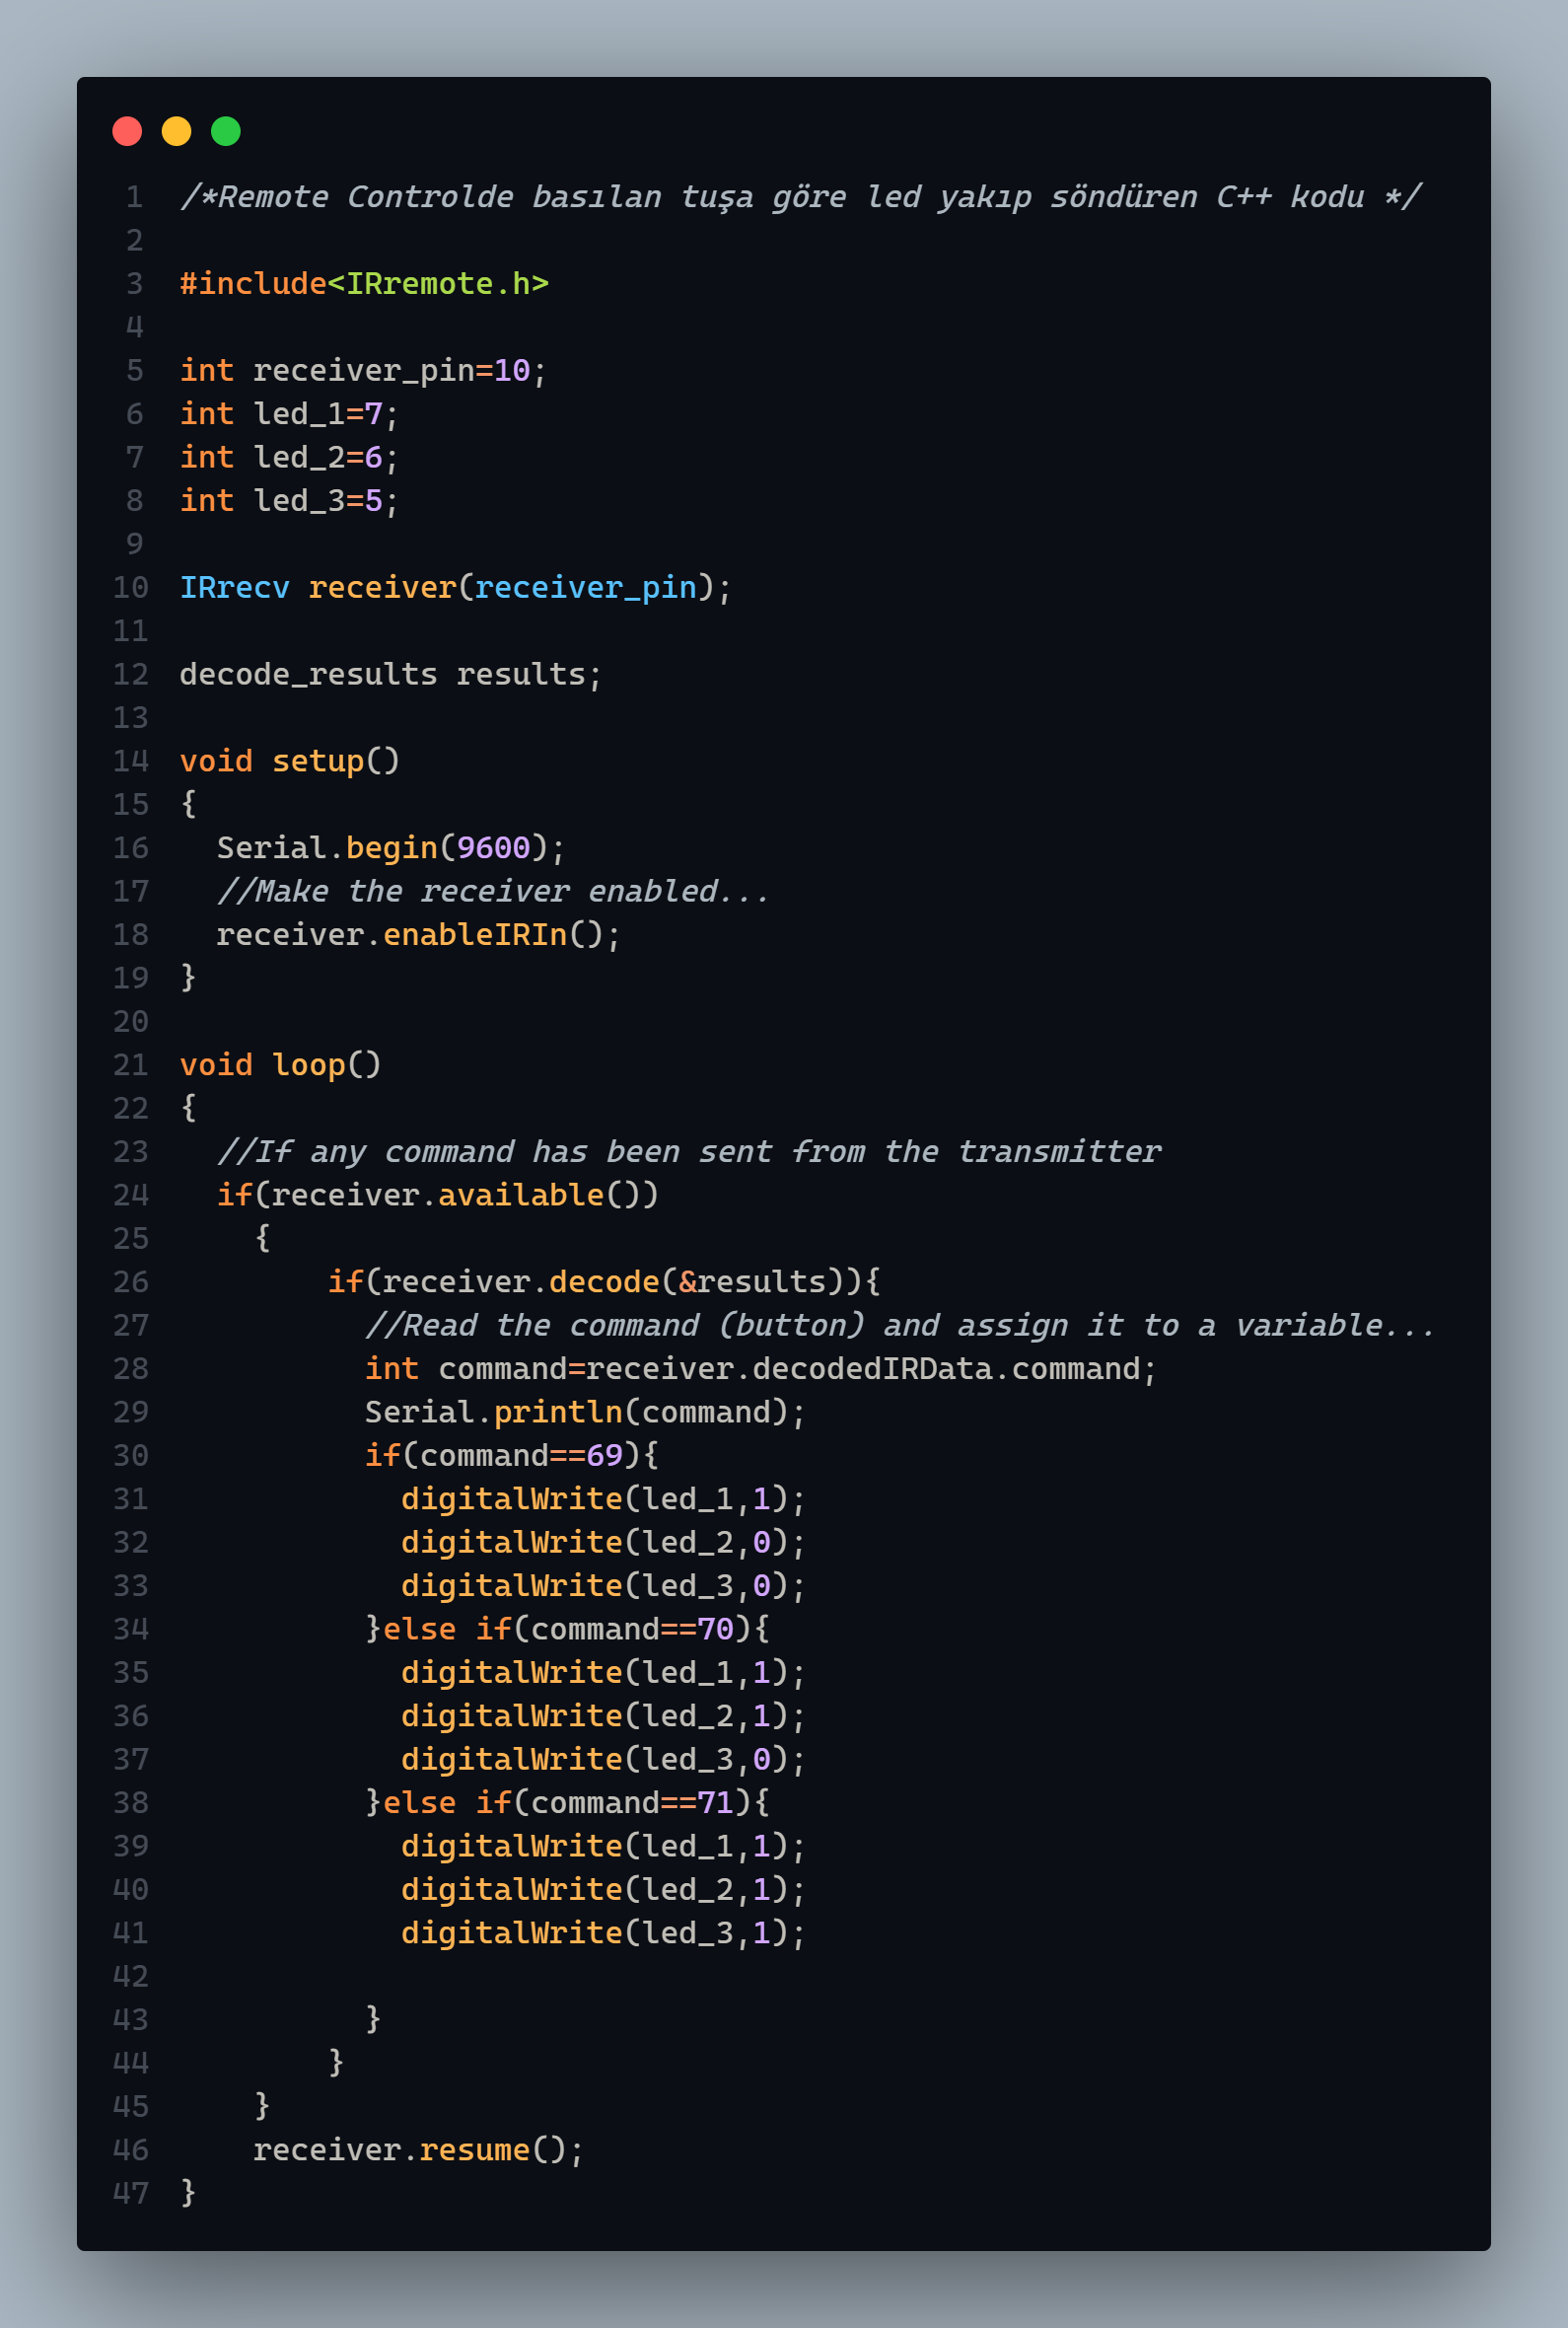 1 /*Remote Controlde basılan tuşa göre led yakıp söndüren C++ kodu */
2
3 #include<IRremote.h>
4
5 int receiver_pin=10;
6 int led_1=7;
7 int led_2=6;
8 int led_3=5;
9
10 IRrecv receiver(receiver_pin);
11
12 decode_results results;
13
14 void setup()
15 {
16   Serial.begin(9600);
17   //Make the receiver enabled...
18   receiver.enableIRIn();
19 }
20
21 void loop()
22 {
23   //If any command has been sent from the transmitter
24   if(receiver.available())
25     {
26         if(receiver.decode(&results)){
27           //Read the command (button) and assign it to a variable...
28           int command=receiver.decodedIRData.command;
29           Serial.println(command);
30           if(command==69){
31             digitalWrite(led_1,1);
32             digitalWrite(led_2,0);
33             digitalWrite(led_3,0);
34           }else if(command==70){
35             digitalWrite(led_1,1);
36             digitalWrite(led_2,1);
37             digitalWrite(led_3,0);
38           }else if(command==71){
39             digitalWrite(led_1,1);
40             digitalWrite(led_2,1);
41             digitalWrite(led_3,1);
42
43           }
44         }
45     }
46     receiver.resume();
47 }